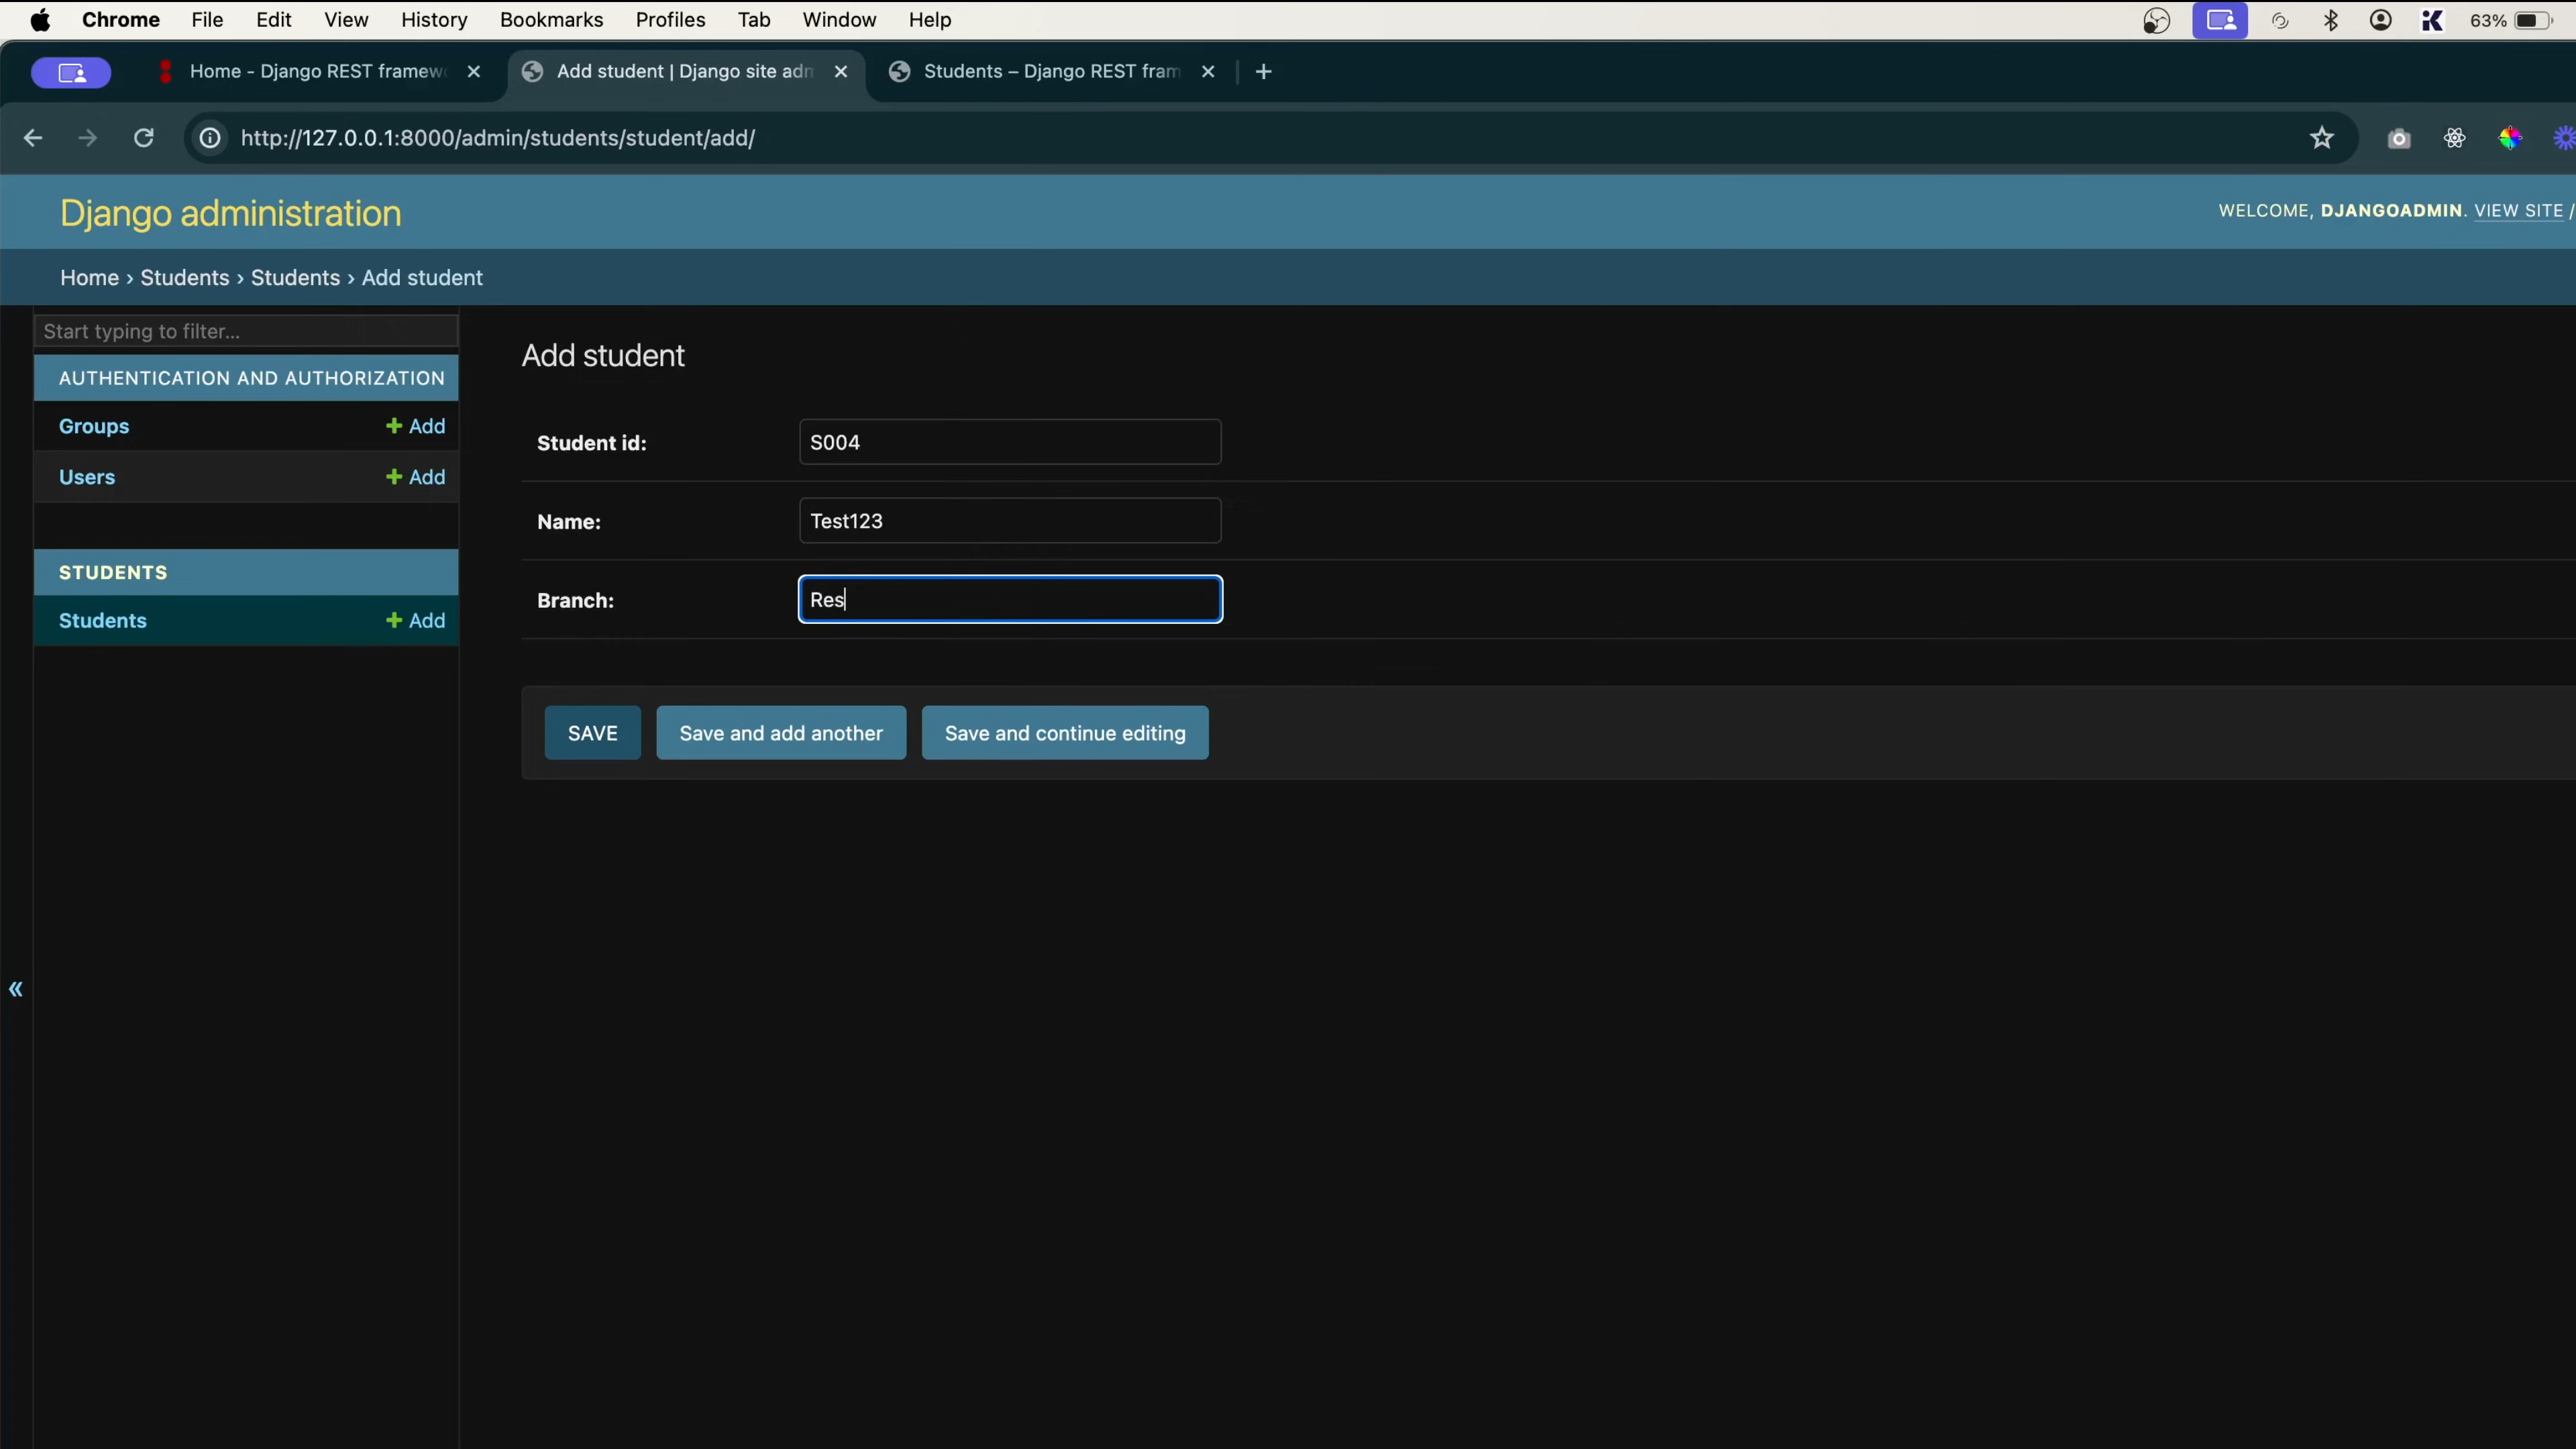 Chrome File Edit View History Bookmarks Profiles Tab Window Help 63%
Home - Django REST framew Add student | Django site adm Students – Django REST fram
http://127.0.0.1:8000/admin/students/student/add/
Django administration
WELCOME, DJANGOADMIN. VIEW SITE /
Home › Students › Students › Add student
Start typing to filter...
AUTHENTICATION AND AUTHORIZATION
Groups + Add
Users + Add
STUDENTS
Students + Add
«
Add student
Student id: S004
Name: Test123
Branch: Res
SAVE Save and add another Save and continue editing